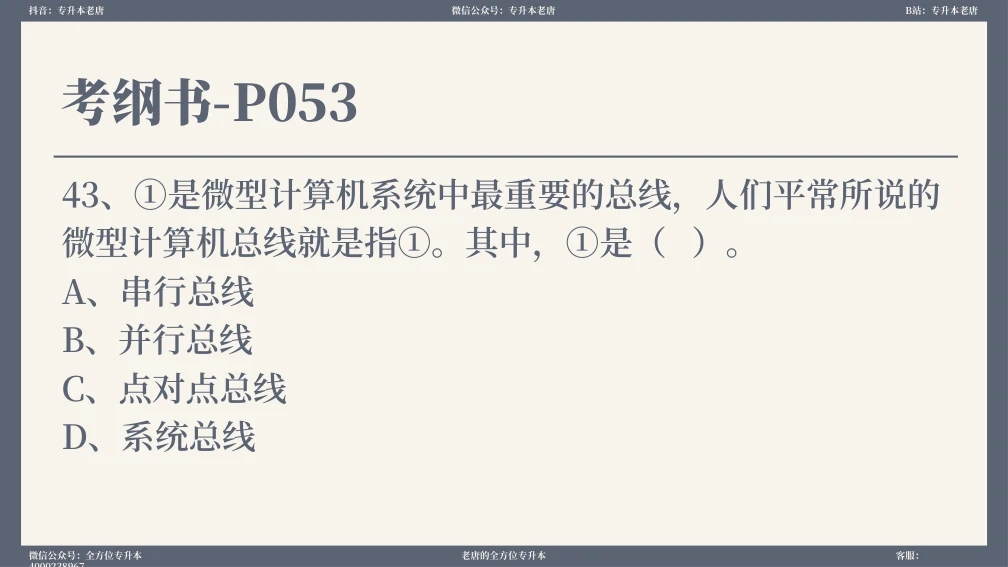 抖音：专升本老唐
微信公众号：专升本老唐
B站：专升本老唐
考纲书-P053
43、①是微型计算机系统中最重要的总线，人们平常所说的
微型计算机总线就是指①。其中，①是（  ）。
A、串行总线
B、并行总线
C、点对点总线
D、系统总线
微信公众号：全方位专升本
老唐的全方位专升本
客服：
4000238967